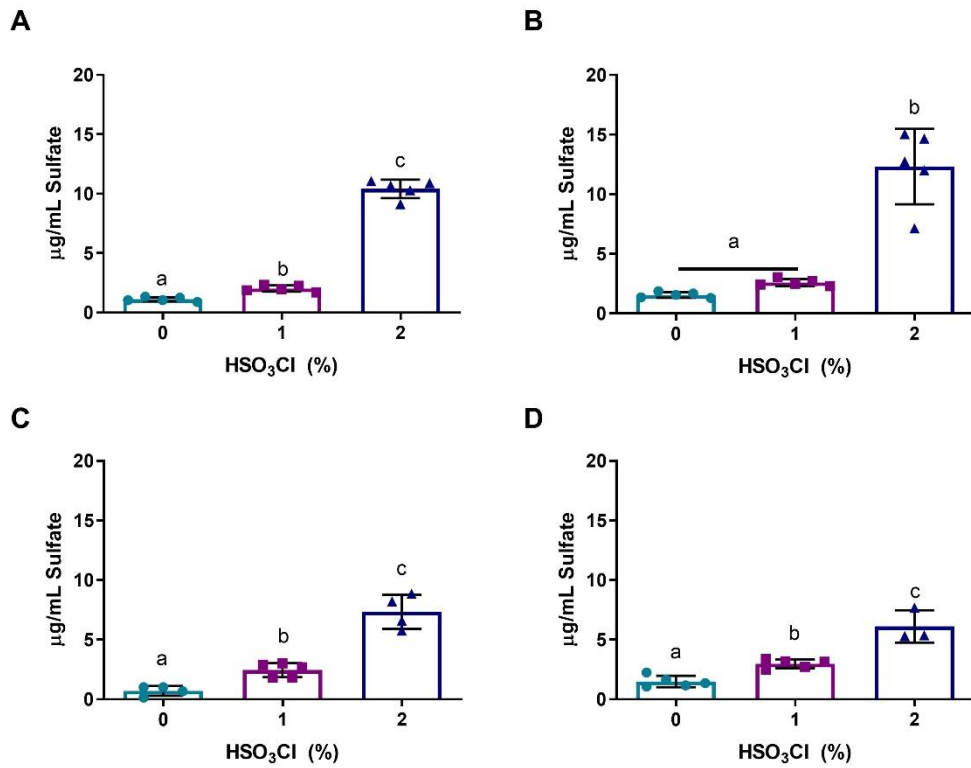 A
µg/mL Sulfate
20
15
10
5
0
a
b
c
0 1 2
HSO₃Cl (%)
B
µg/mL Sulfate
20
15
10
5
0
a
b
0 1 2
HSO₃Cl (%)
C
µg/mL Sulfate
20
15
10
5
0
a
b
c
0 1 2
HSO₃Cl (%)
D
µg/mL Sulfate
20
15
10
5
0
a
b
c
0 1 2
HSO₃Cl (%)